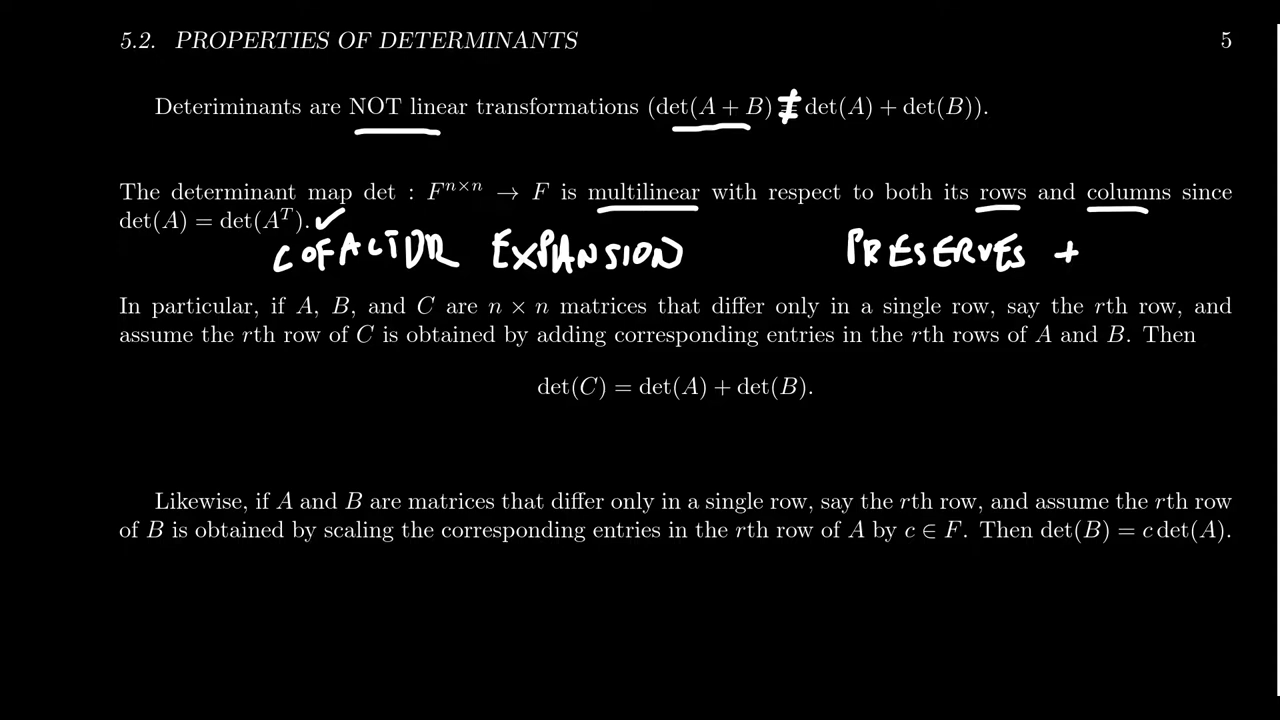 5.2. PROPERTIES OF DETERMINANTS 5
Deteriminants are NOT linear transformations (det(A + B) ≠ det(A) + det(B)).
The determinant map det : Fⁿˣⁿ → F is multilinear with respect to both its rows and columns since
det(A) = det(Aᵀ). ✓
COFACTOR EXPANSION PRESERVES +
In particular, if A, B, and C are n × n matrices that differ only in a single row, say the rth row, and
assume the rth row of C is obtained by adding corresponding entries in the rth rows of A and B. Then
det(C) = det(A) + det(B).
Likewise, if A and B are matrices that differ only in a single row, say the rth row, and assume the rth row
of B is obtained by scaling the corresponding entries in the rth row of A by c ∈ F. Then det(B) = c det(A).